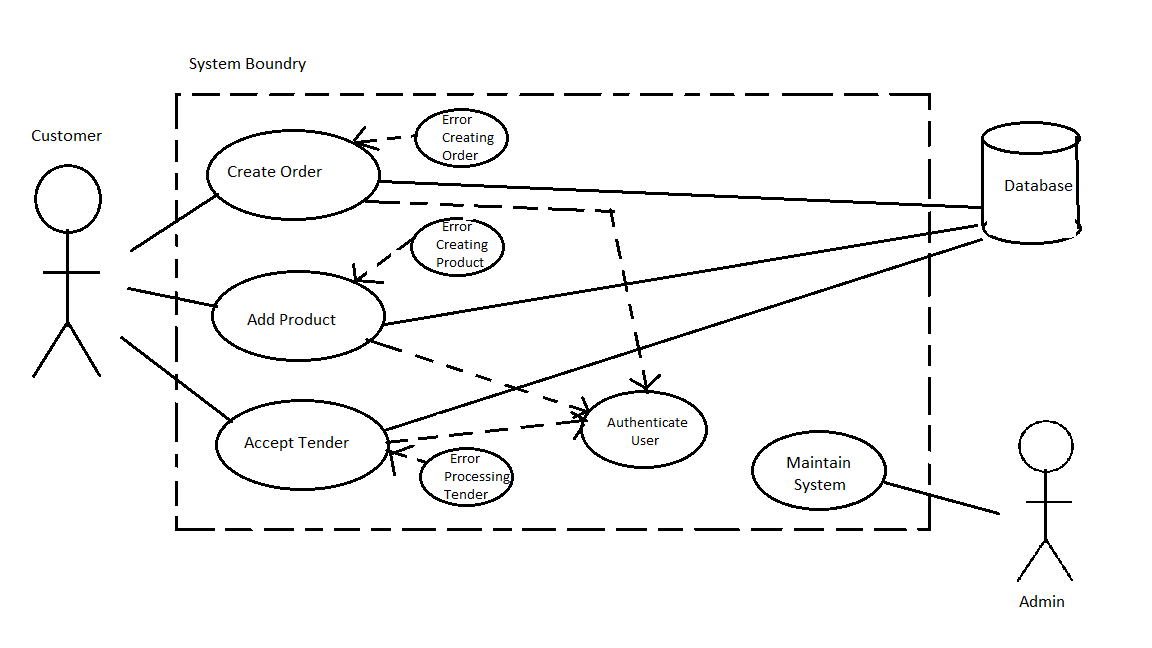 System Boundry
Customer
Error
Creating
Order
Create Order
Database
Error
Creating
Product
Add Product
Authenticate
User
Accept Tender
Error
Processing
Tender
Maintain
System
Admin